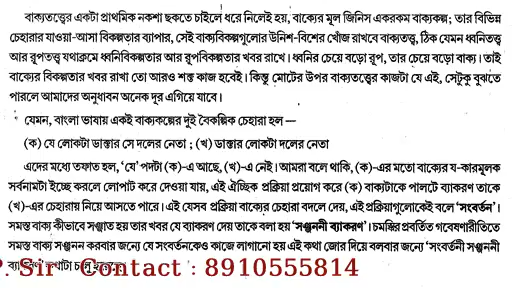 বাক্যতত্ত্বের একটা প্রাথমিক নকশা ছকতে চাইলে ধরে নিলেই হয়, বাক্যের মূল জিনিস একরকম বাক্যকল্প; তার বিভিন্ন
চেহারার যাওয়া-আসা বিকল্পতার ব্যাপার, সেই বাক্যবিকল্পগুলোর উনিশ-বিশের খোঁজ রাখবে বাক্যতত্ত্ব, ঠিক যেমন ধ্বনিতত্ত্ব
আর রূপতত্ত্ব যথাক্রমে ধ্বনিবিকল্পতার আর রূপবিকল্পতার খবর রাখে। ধ্বনির চেয়ে বড়ো রূপ, তার চেয়ে বড়ো বাক্য। তাই
বাক্যের বিকল্পতার খবর রাখা তো আরও শক্ত কাজ হবেই। কিন্তু মোটের উপর বাক্যতত্ত্বের কাজটা যে এই, সেটুকু বুঝতে
পারলে আমাদের অনুধাবন অনেক দূর এগিয়ে যাবে।
যেমন, বাংলা ভাষায় একই বাক্যকল্পের দুই বৈকল্পিক চেহারা হল —
(ক) যে লোকটা ডাক্তার সে দলের নেতা ; (খ) ডাক্তার লোকটা দলের নেতা
এদের মধ্যে তফাত হল, ‘যে’ পদটা (ক)-এ আছে, (খ)-এ নেই। আমরা বলে থাকি, (ক)-এর মতো বাক্যের য-কারমূলক
সর্বনামটা ইচ্ছে করলে লোপাট করে দেওয়া যায়, এই ঐচ্ছিক প্রক্রিয়া প্রয়োগ করে (ক) বাক্যটাকে পালটে ব্যাকরণ তাকে
(খ)-এর চেহারায় নিয়ে আসতে পারে। এই যেসব প্রক্রিয়া বাক্যের চেহারা বদলে দেয়, এই প্রক্রিয়াগুলোকেই বলে ‘সংবর্তন’।
সমস্ত বাক্য কীভাবে সঞ্জাত হয় তার খবর যে ব্যাকরণ দেয় তাকে বলা হয় ‘সঞ্জননী ব্যাকরণ’। চমস্কির প্রবর্তিত গবেষণারীতিতে
সমস্ত বাক্য সঞ্জনন করবার জন্যে যে সংবর্তনকেও কাজে লাগানো হয় এই কথা জোর দিয়ে বলবার জন্যে ‘সংবর্তনী সঞ্জননী
P. Sir Contact : 8910555814